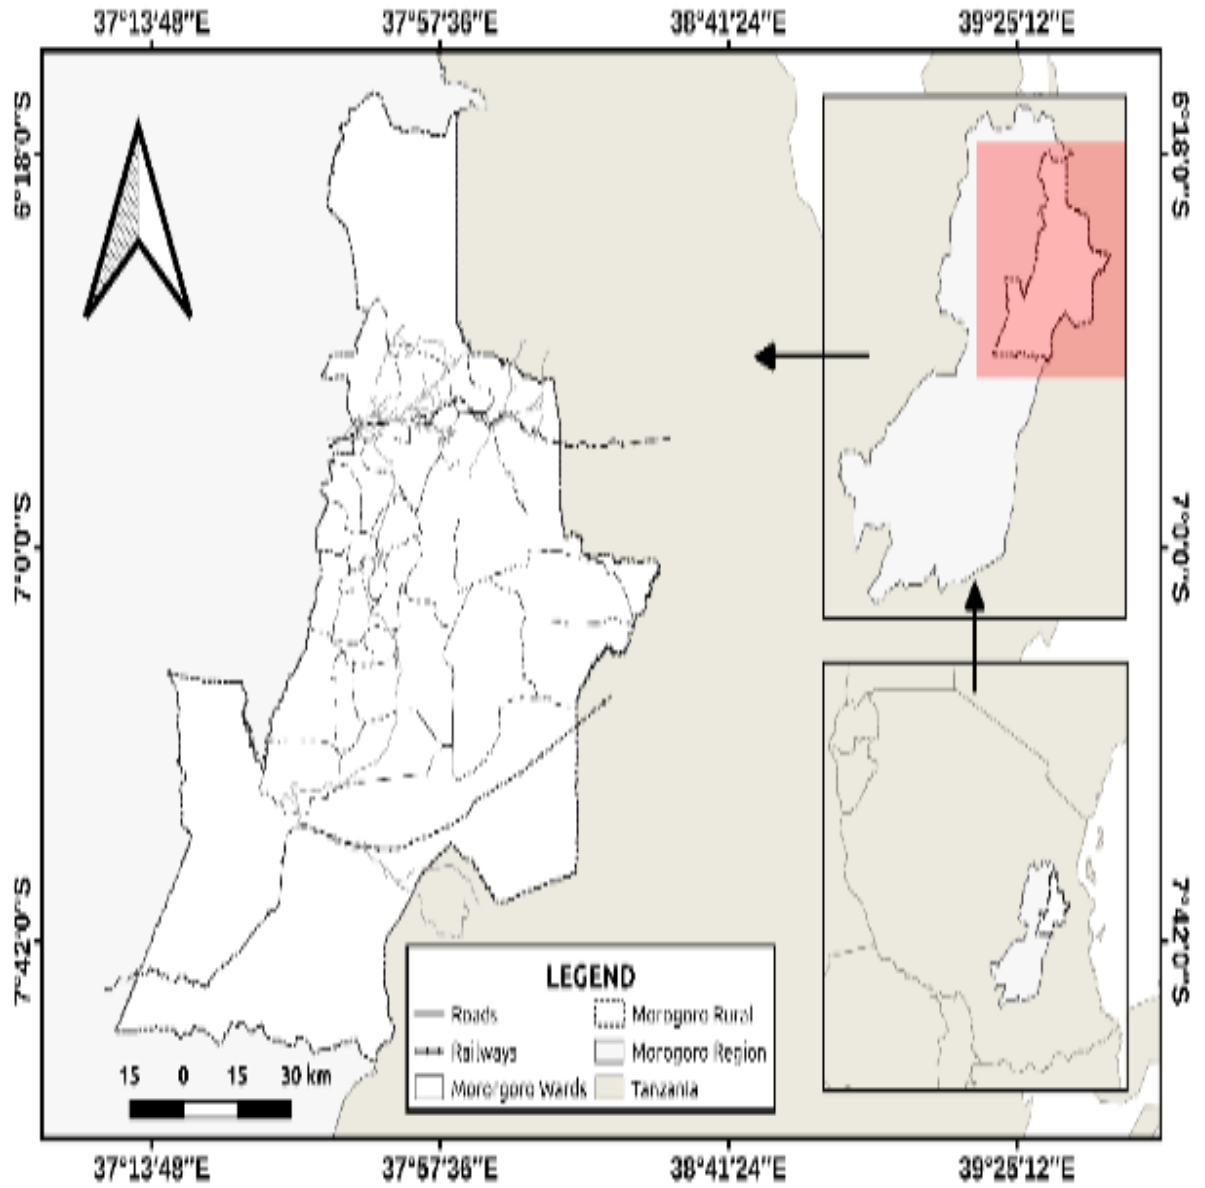 37°13'48"E 37°57'36"E 38°41'24"E 39°25'12"E
6°18'0"S 6°18'0"S
7°0'0"S 7°0'0"S
7°42'0"S 7°42'0"S
LEGEND
Roads Morogoro Rural
Railways Morogoro Region
Mororgoro Wards Tanzania
15 0 15 30 km
37°13'48"E 37°57'36"E 38°41'24"E 39°25'12"E